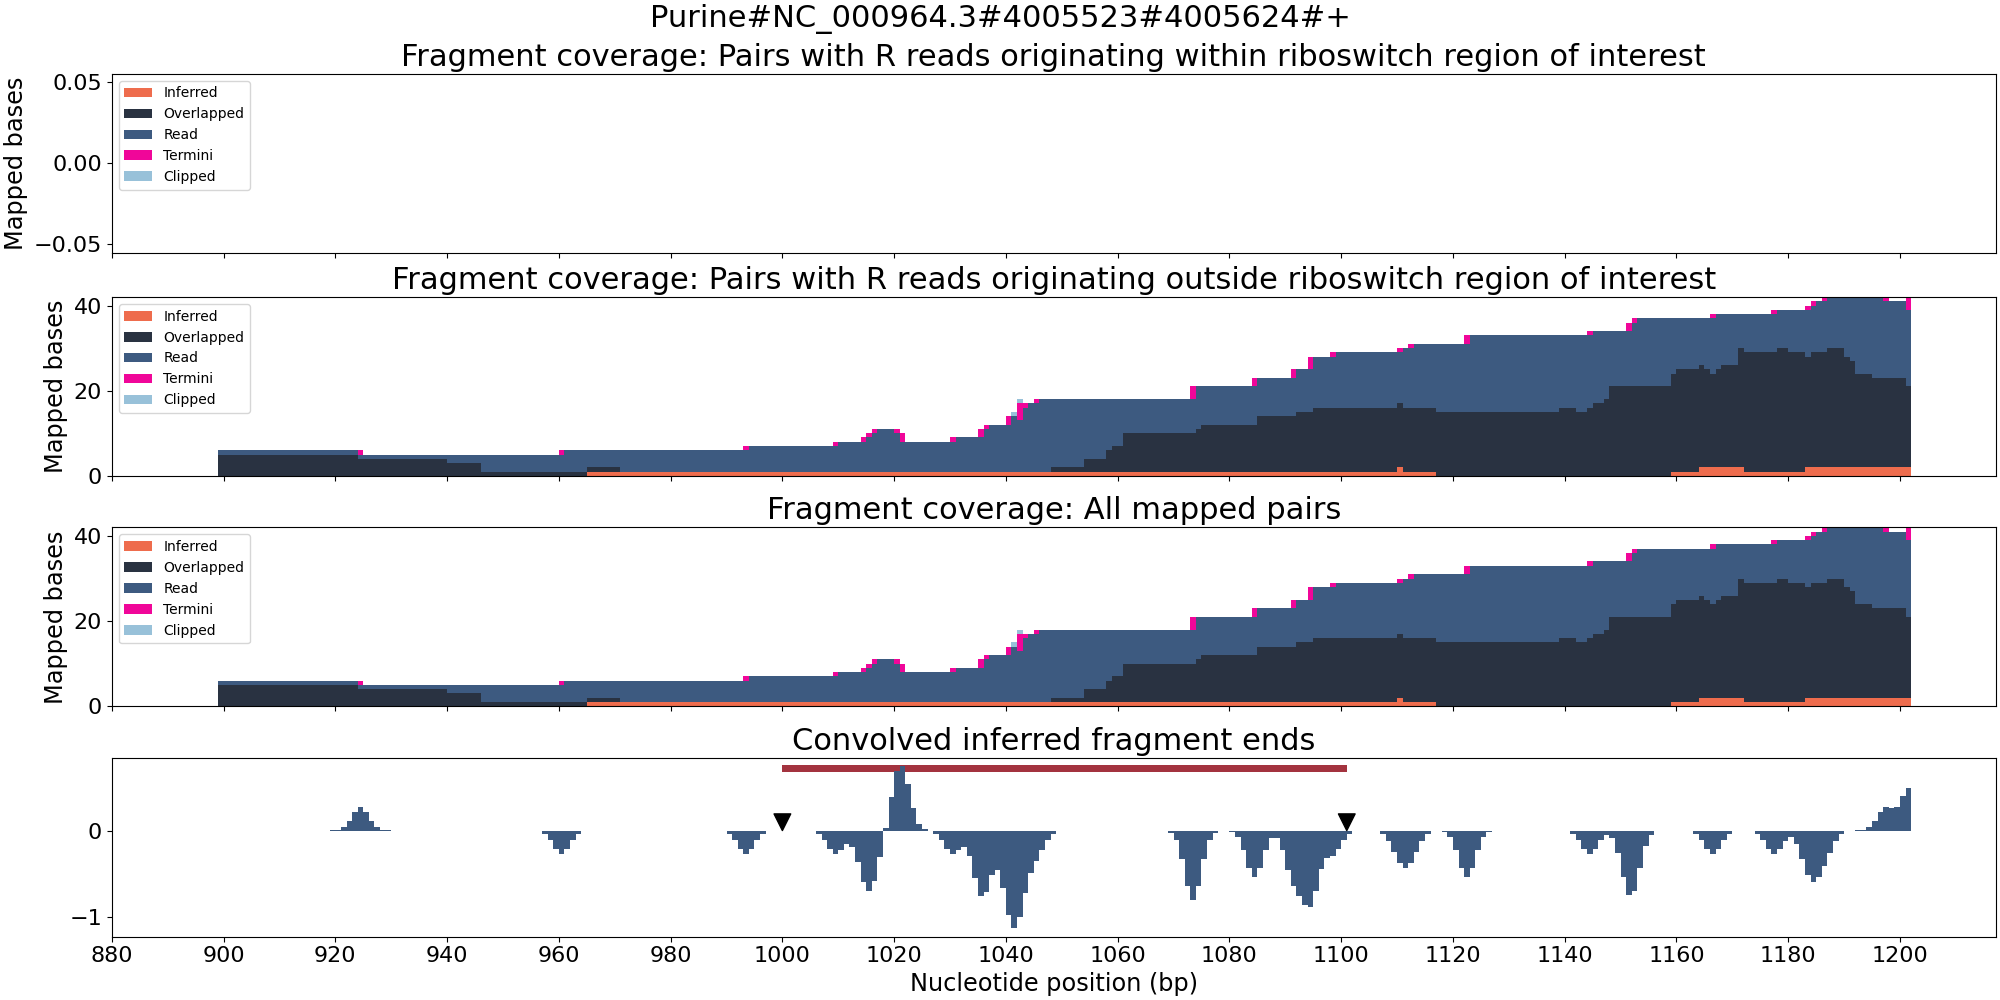 Purine#NC_000964.3#4005523#4005624#+
Fragment coverage: Pairs with R reads originating within riboswitch region of interest
Mapped bases
0.05
0.00
−0.05
Inferred
Overlapped
Read
Termini
Clipped
Fragment coverage: Pairs with R reads originating outside riboswitch region of interest
Mapped bases
40
20
0
Inferred
Overlapped
Read
Termini
Clipped
Fragment coverage: All mapped pairs
Mapped bases
40
20
0
Inferred
Overlapped
Read
Termini
Clipped
Convolved inferred fragment ends
0
−1
880 900 920 940 960 980 1000 1020 1040 1060 1080 1100 1120 1140 1160 1180 1200
Nucleotide position (bp)